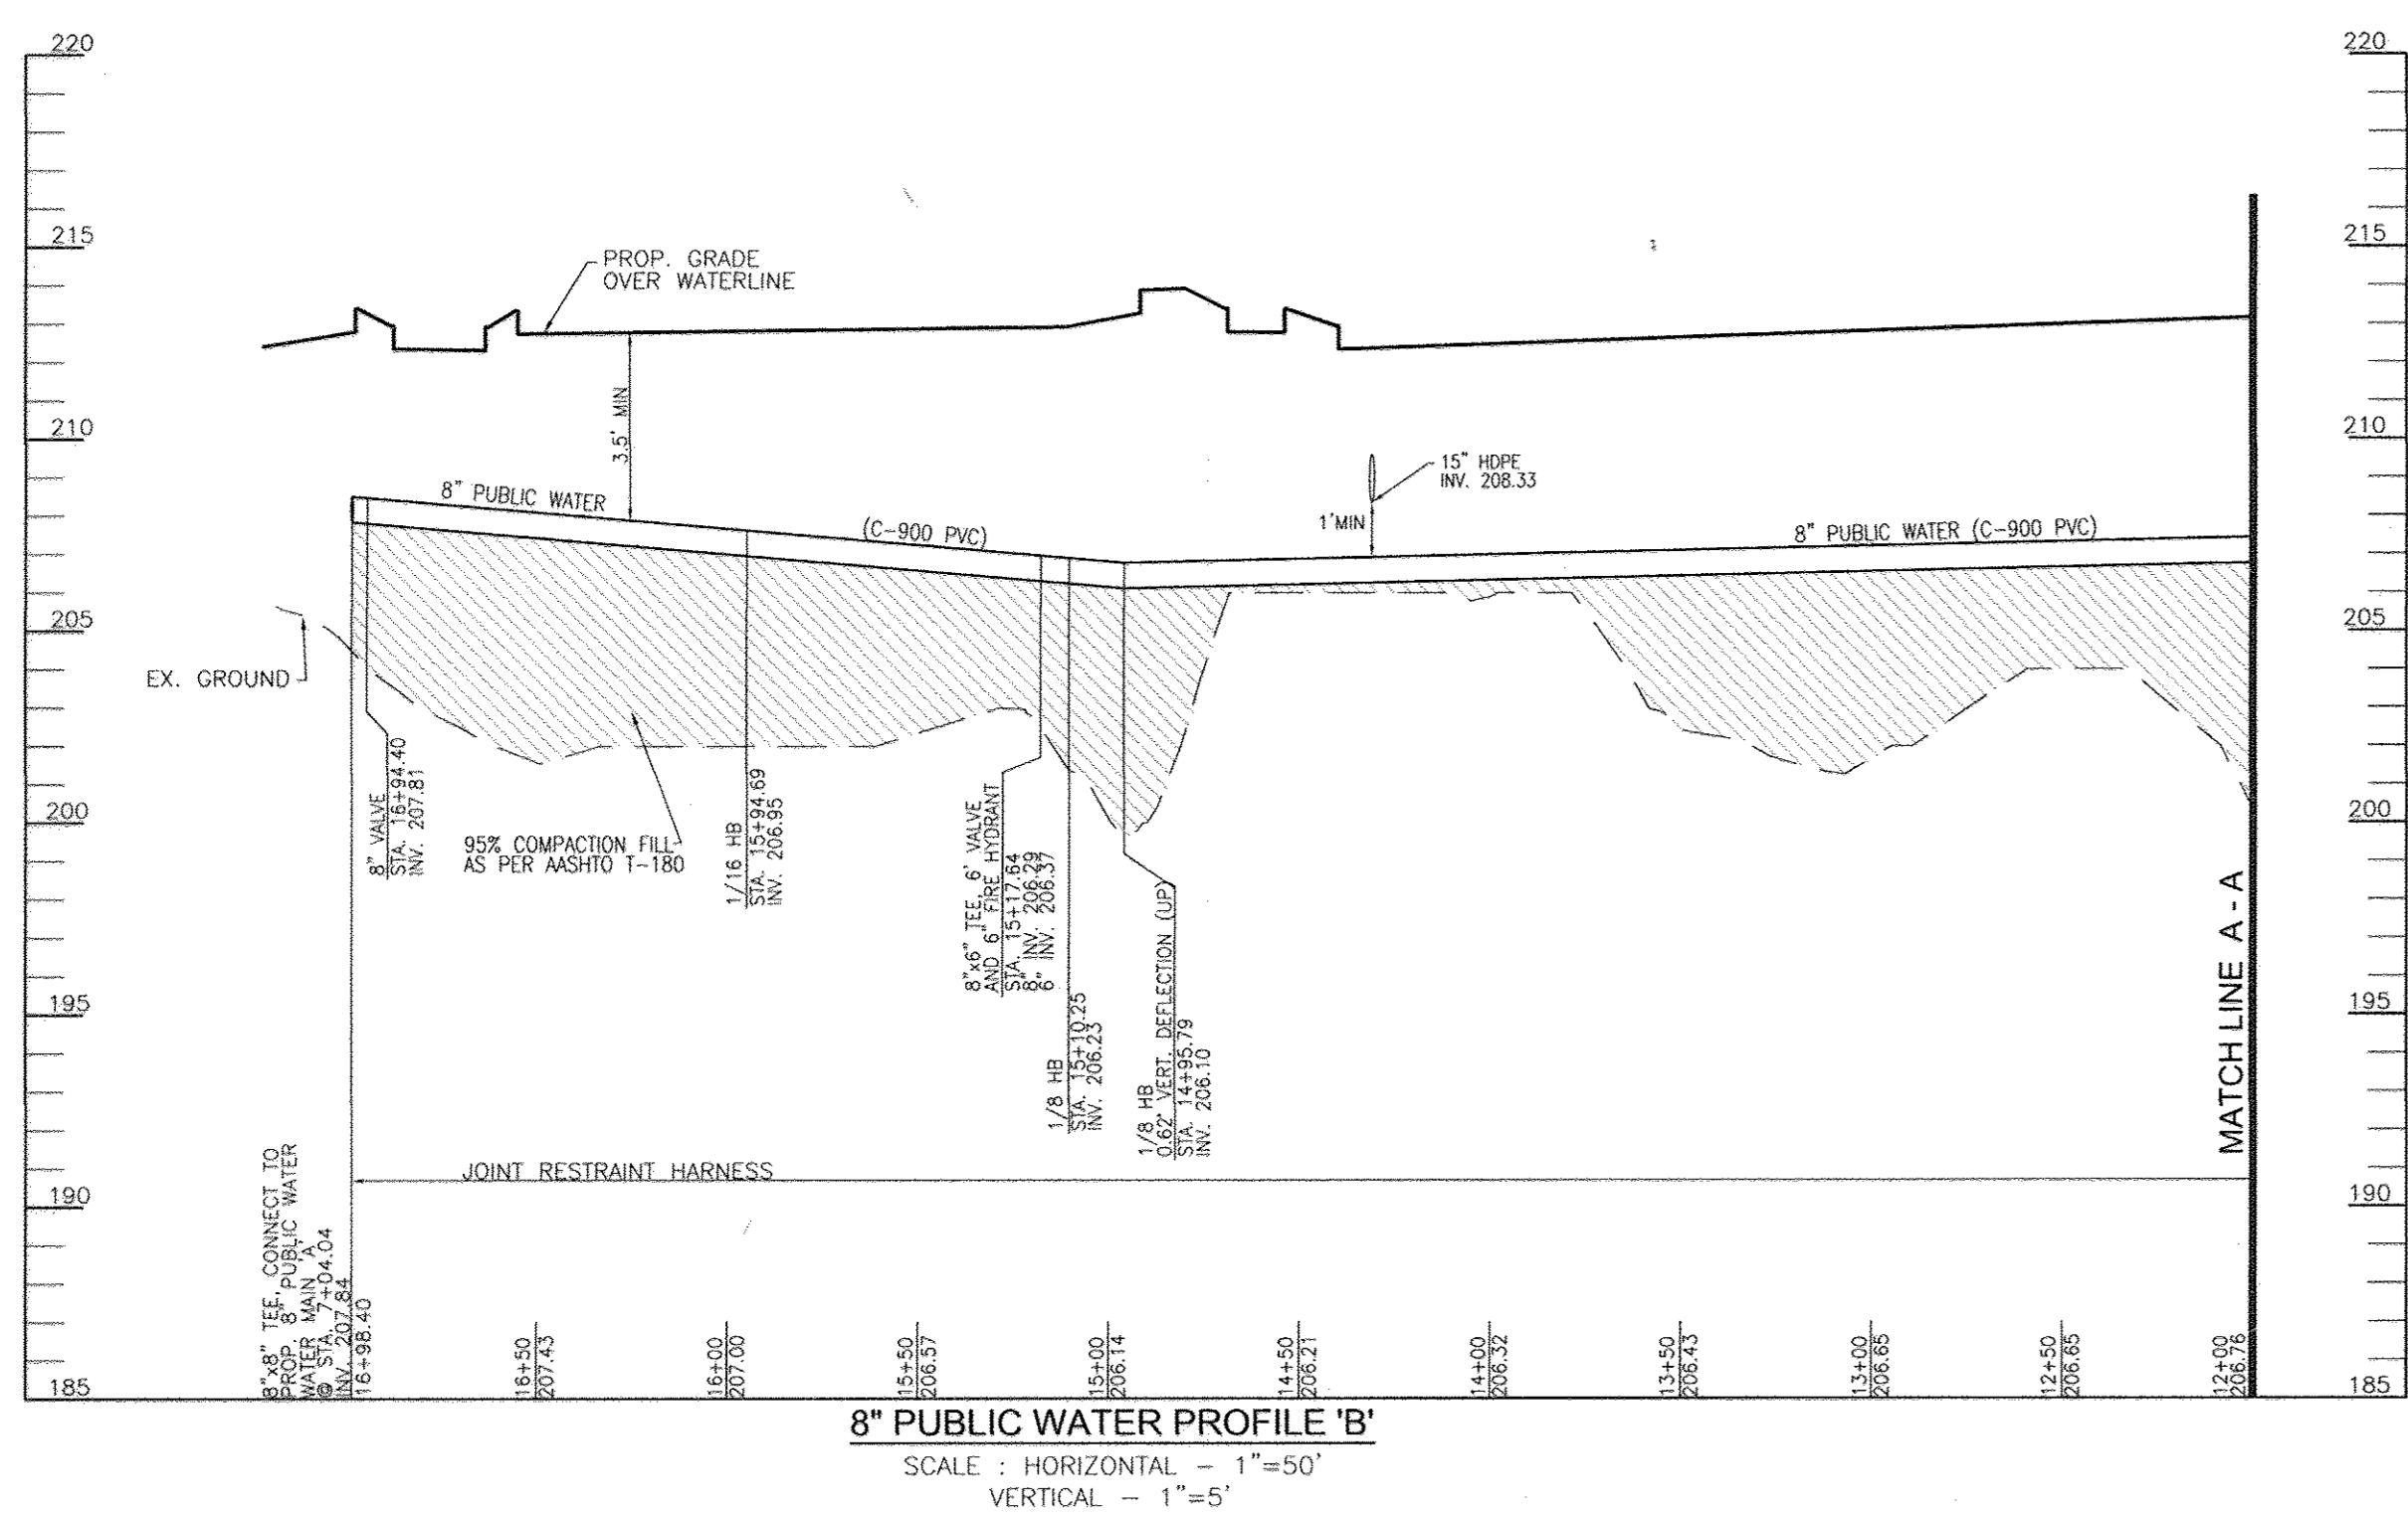 220
215
210
205
200
195
190
185
220
215
210
205
200
195
190
185
PROP. GRADE
OVER WATERLINE
3.5' MIN
8" PUBLIC WATER
(C-900 PVC)
15" HDPE
INV. 208.33
1'MIN
8" PUBLIC WATER (C-900 PVC)
EX. GROUND
95% COMPACTION FILL
AS PER AASHTO T-180
8" VALVE
STA. 16+94.40
INV. 207.81
1/16 HB
STA. 15+94.69
INV. 206.95
8"x6" TEE, 6' VALVE
AND 6" FIRE HYDRANT
STA. 15+17.64
8" INV. 206.29
6" INV. 206.37
1/8 HB
STA. 15+10.25
INV. 206.23
1/8 HB
0.62° VERT. DEFLECTION (UP)
STA. 14+95.79
INV. 206.10
MATCH LINE A - A
JOINT RESTRAINT HARNESS
8"x8" TEE, CONNECT TO
PROP. 8" PUBLIC WATER
WATER MAIN 'A'
@ STA. 7+04.04
INV. 207.84
16+98.40
16+50
207.43
16+00
207.00
15+50
206.57
15+00
206.14
14+50
206.21
14+00
206.32
13+50
206.43
13+00
206.65
12+50
206.65
12+00
206.76
8" PUBLIC WATER PROFILE 'B'
SCALE : HORIZONTAL - 1"=50'
VERTICAL - 1"=5'